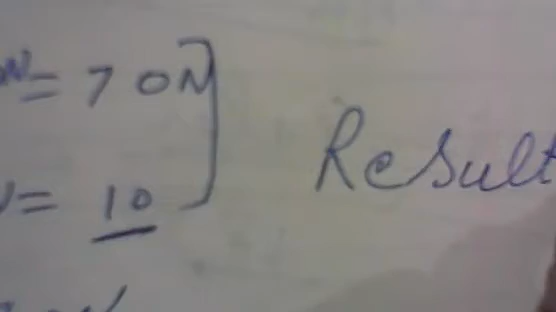 N = 70N]
= 10
Result